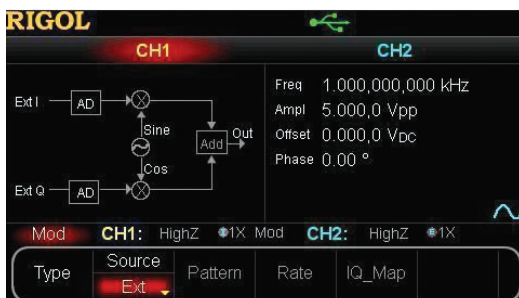 RIGOL
CH1
CH2
Ext I
AD
Sine
Cos
Add
Out
Ext Q
AD
Freq 1.000,000,000 kHz
Ampl 5.000,0 Vpp
Offset 0.000,0 VDC
Phase 0.00 °
Mod CH1: HighZ 1X Mod CH2: HighZ 1X
Type
Source
Ext
Pattern
Rate
IQ_Map